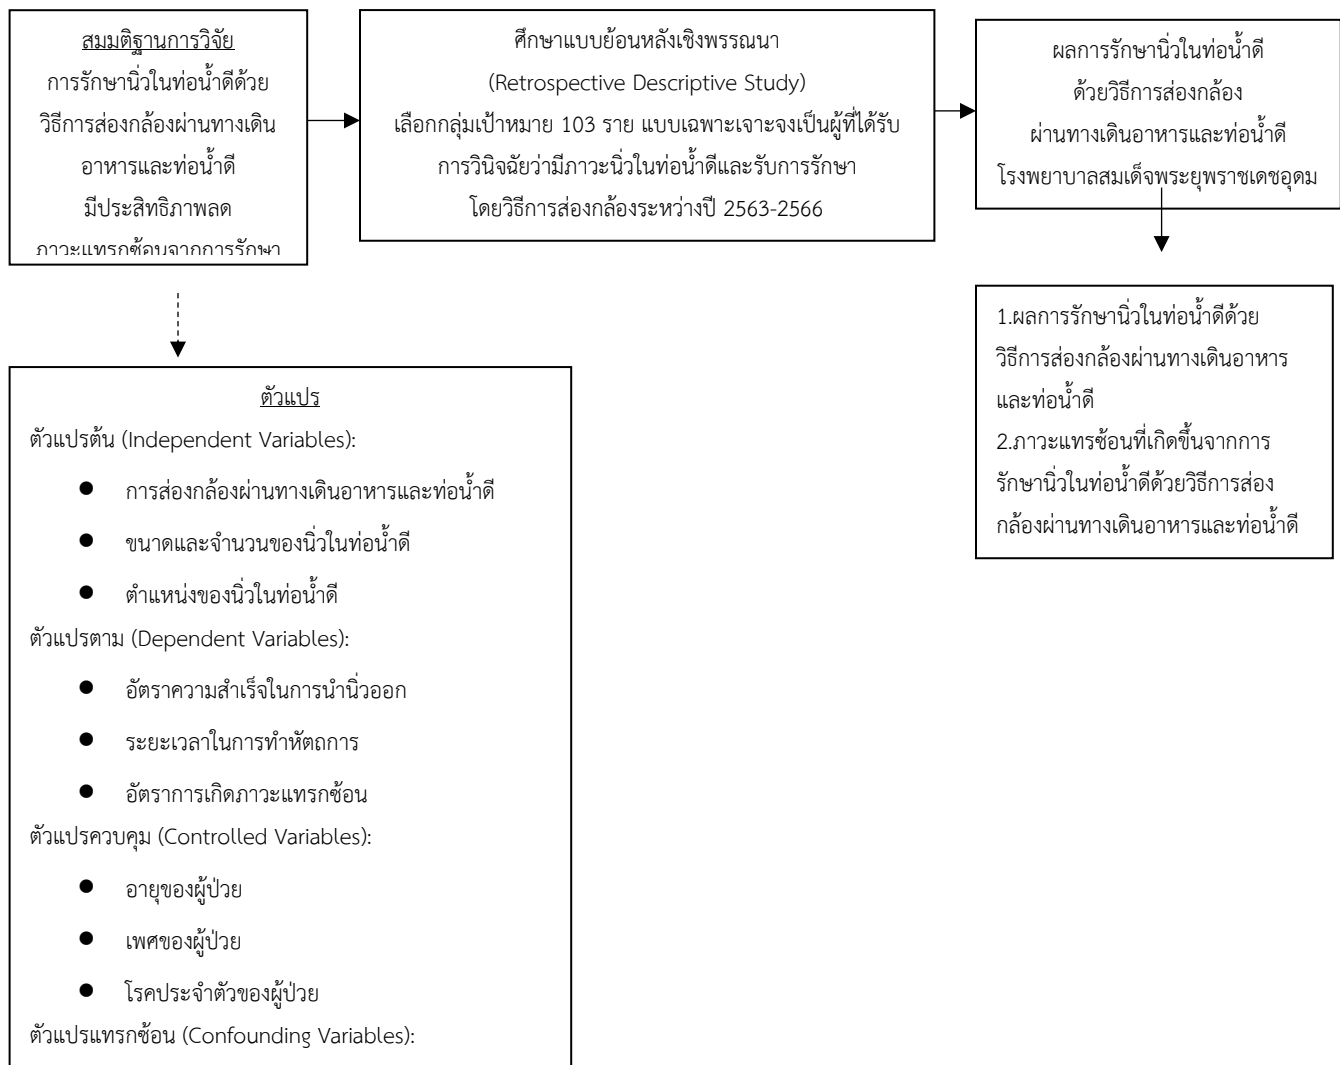 สมมติฐานการวิจัย
การรักษานิ่วในท่อน้ำดีด้วย
วิธีการส่องกล้องผ่านทางเดิน
อาหารและท่อน้ำดี
มีประสิทธิภาพลด
ภาวะแทรกซ้อนจากการรักษา
ศึกษาแบบย้อนหลังเชิงพรรณนา
(Retrospective Descriptive Study)
เลือกกลุ่มเป้าหมาย 103 ราย แบบเฉพาะเจาะจงเป็นผู้ที่ได้รับ
การวินิจฉัยว่ามีภาวะนิ่วในท่อน้ำดีและรับการรักษา
โดยวิธีการส่องกล้องระหว่างปี 2563-2566
ผลการรักษานิ่วในท่อน้ำดี
ด้วยวิธีการส่องกล้อง
ผ่านทางเดินอาหารและท่อน้ำดี
โรงพยาบาลสมเด็จพระยุพราชเดชอุดม
1.ผลการรักษานิ่วในท่อน้ำดีด้วย
วิธีการส่องกล้องผ่านทางเดินอาหาร
และท่อน้ำดี
2.ภาวะแทรซ้อนที่เกิดขึ้นจากการ
รักษานิ่วในท่อน้ำดีด้วยวิธีการส่อง
กล้องผ่านทางเดินอาหารและท่อน้ำดี
ตัวแปร
ตัวแปรต้น (Independent Variables):
● การส่องกล้องผ่านทางเดินอาหารและท่อน้ำดี
● ขนาดและจำนวนของนิ่วในท่อน้ำดี
● ตำแหน่งของนิ่วในท่อน้ำดี
ตัวแปรตาม (Dependent Variables):
● อัตราความสำเร็จในการนำนิ่วออก
● ระยะเวลาในการทำหัตถการ
● อัตราการเกิดภาวะแทรกซ้อน
ตัวแปรควบคุม (Controlled Variables):
● อายุของผู้ป่วย
● เพศของผู้ป่วย
● โรคประจำตัวของผู้ป่วย
ตัวแปรแทรกซ้อน (Confounding Variables):